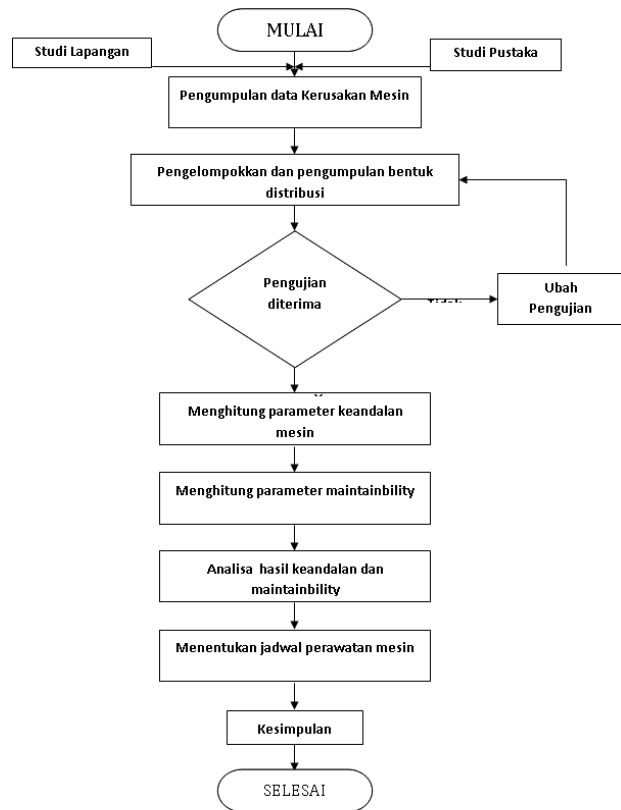 MULAI
Studi Lapangan
Studi Pustaka
Pengumpulan data Kerusakan Mesin
Pengelompokkan dan pengumpulan bentuk
distribusi
Pengujian
diterima
Ubah
Pengujian
Menghitung parameter keandalan
mesin
Menghitung parameter maintainbility
Analisa hasil keandalan dan
maintainbility
Menentukan jadwal perawatan mesin
Kesimpulan
SELESAI